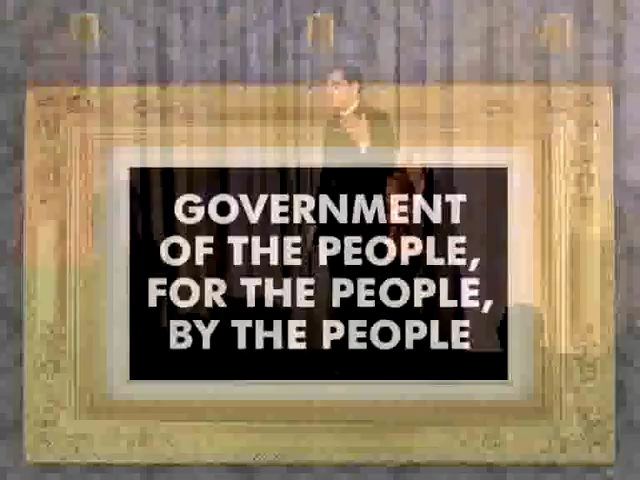 GOVERNMENT
OF THE PEOPLE,
FOR THE PEOPLE,
BY THE PEOPLE